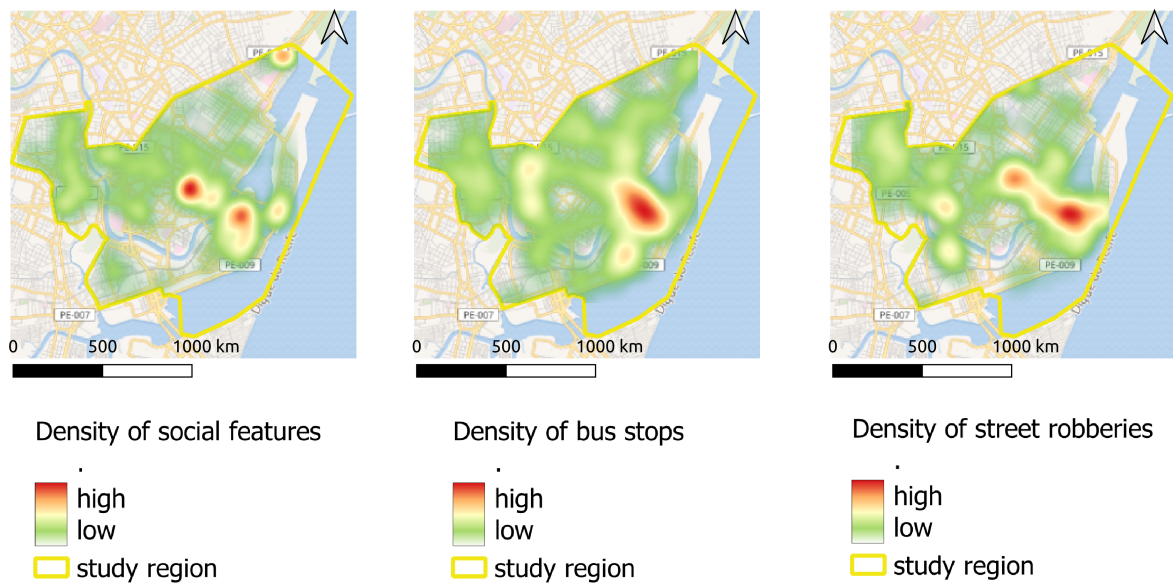 PE-015
PE-015
PE-009
PE-007
0 500 1000 km
Density of social features
.
high
low
study region
PE-015
PE-015
PE-009
PE-007
0 500 1000 km
Density of bus stops
.
high
low
study region
PE-015
PE-015
PE-009
PE-007
0 500 1000 km
Density of street robberies
.
high
low
study region